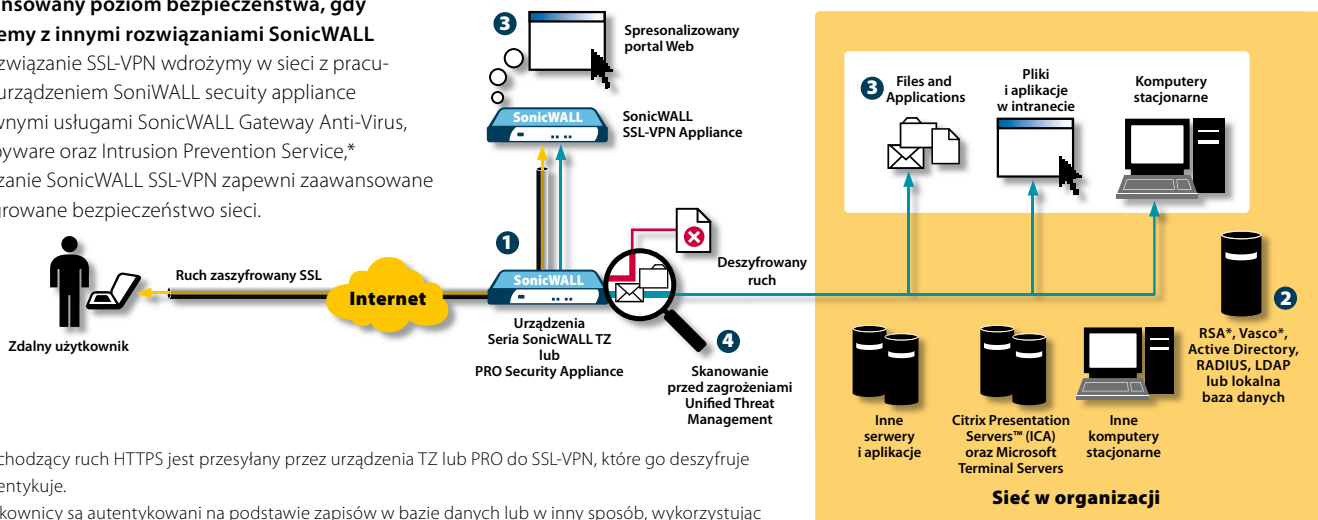 nsowany poziom bezpieczeństwa, gdy
emy z innymi rozwiązaniami SonicWALL
związanie SSL-VPN wdrożymy w sieci z pracu-
urządzeniem SoniWALL secuity appliance
wnymi usługami SonicWALL Gateway Anti-Virus,
pyware oraz Intrusion Prevention Service,*
zanie SonicWALL SSL-VPN zapewni zaawansowane
growane bezpieczeństwo sieci.
3
Spresonalizowany
portal Web
SonicWALL
SonicWALL
SSL-VPN Appliance
3
Files and
Applications
Pliki
i aplikacje
w intranecie
Komputery
stacjonarne
Zdalny użytkownik
Ruch zaszyfrowany SSL
Internet
1
SonicWALL
Urządzenia
Seria SonicWALL TZ
lub
PRO Security Appliance
Deszyfrowany
ruch
4
Skanowanie
przed zagrożeniami
Unified Threat
Management
2
RSA*, Vasco*,
Active Directory,
RADIUS, LDAP
lub lokalna
baza danych
Inne
serwery
i aplikacje
Citrix Presentation
Servers™ (ICA)
oraz Microsoft
Terminal Servers
Inne
komputery
stacjonarne
Sieć w organizacji
chodzący ruch HTTPS jest przesyłany przez urządzenia TZ lub PRO do SSL-VPN, które go deszyfruje
entykuje.
kownicy są autentykowani na podstawie zapisów w bazie danych lub w inny sposób, wykorzystując